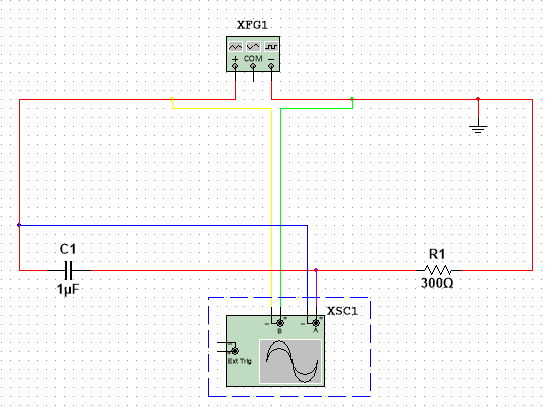 XFG1
+ COM −
C1
1µF
R1
300Ω
XSC1
− + − +
B A
Ext Trig